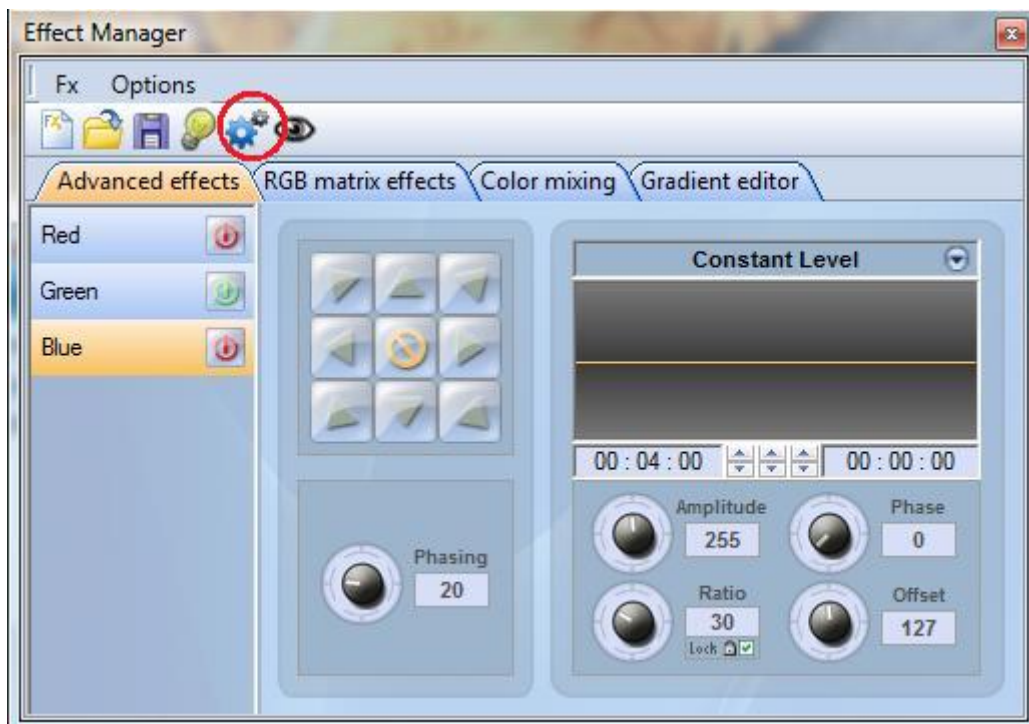 Effect Manager
Fx Options
Advanced effects RGB matrix effects Color mixing Gradient editor
Red
Green
Blue
Constant Level
00 : 04 : 00 00 : 00 : 00
Amplitude Phase
255 0
Phasing
20
Ratio Offset
30 127
Lock